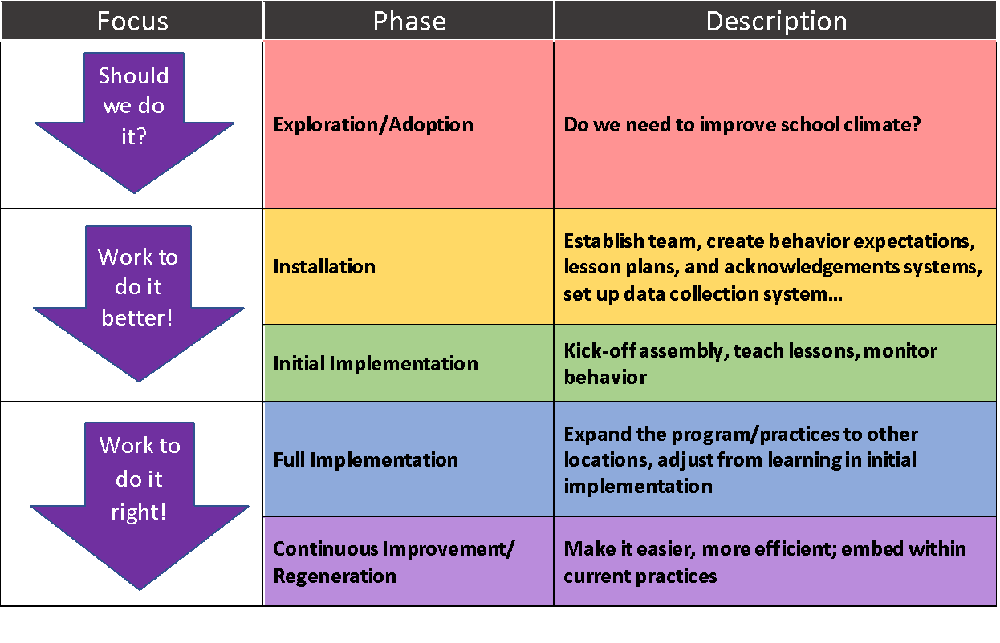 Focus
Phase
Description
Should
we do
it?
Exploration/Adoption
Do we need to improve school climate?
Work to
do it
better!
Installation
Establish team, create behavior expectations,
lesson plans, and acknowledgements systems,
set up data collection system…
Initial Implementation
Kick-off assembly, teach lessons, monitor
behavior
Work to
do it
right!
Full Implementation
Expand the program/practices to other
locations, adjust from learning in initial
implementation
Continuous Improvement/
Regeneration
Make it easier, more efficient; embed within
current practices